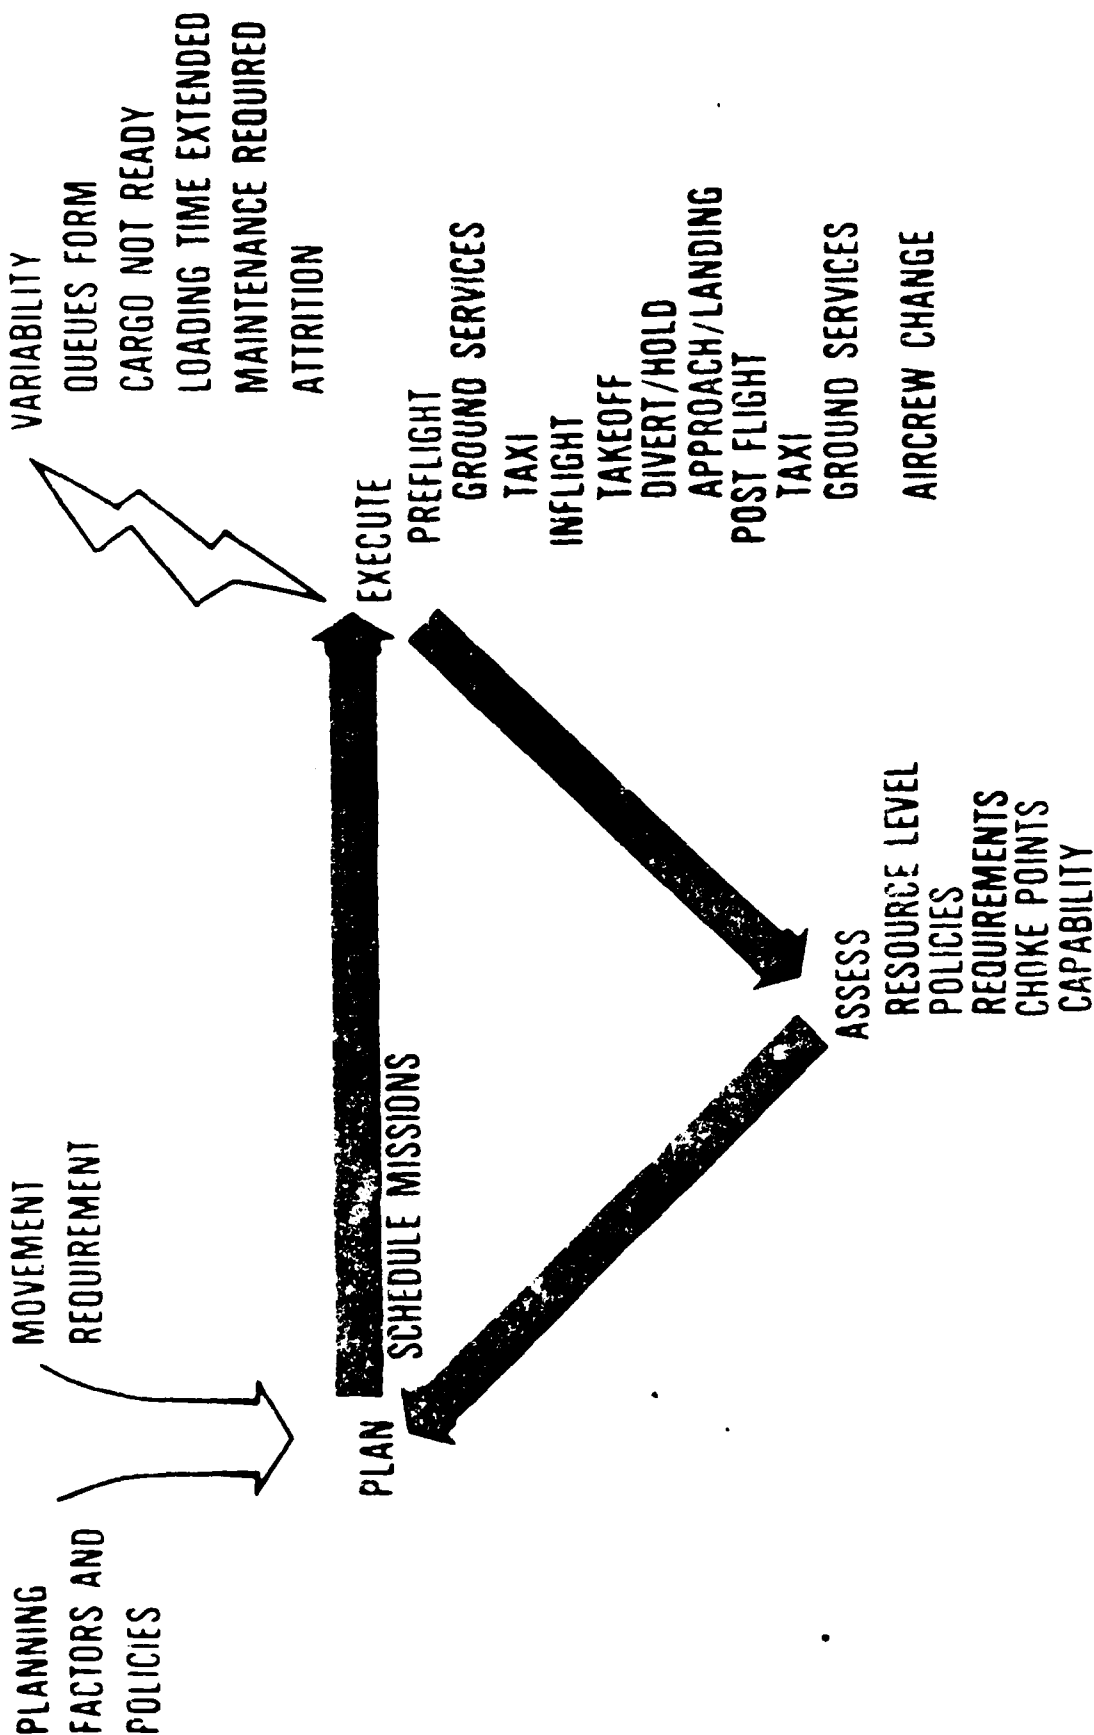 PLANNING
FACTORS AND
POLICIES
MOVEMENT
REQUIREMENT
VARIABILITY
QUEUES FORM
CARGO NOT READY
LOADING TIME EXTENDED
MAINTENANCE REQUIRED
ATTRITION
PLAN
SCHEDULE MISSIONS
EXECUTE
PREFLIGHT
GROUND SERVICES
TAXI
INFLIGHT
TAKEOFF
DIVERT/HOLD
APPROACH/LANDING
POST FLIGHT
TAXI
GROUND SERVICES
AIRCREW CHANGE
ASSESS
RESOURCE LEVEL
POLICIES
REQUIREMENTS
CHOKE POINTS
CAPABILITY